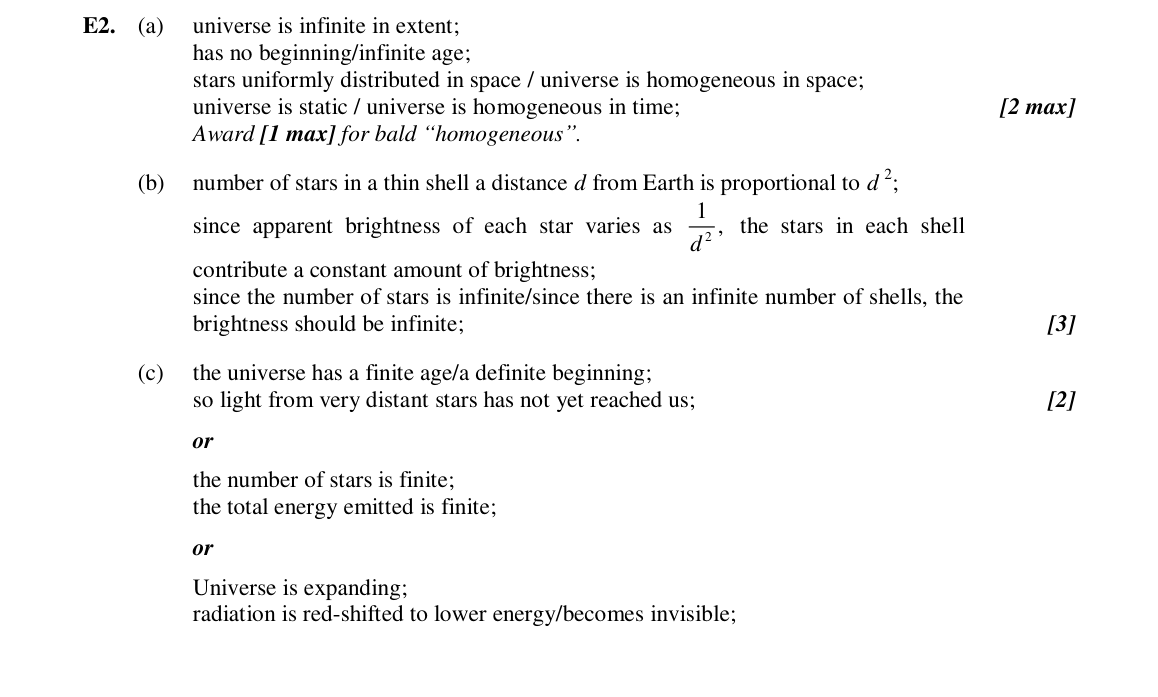 E2. (a) universe is infinite in extent;
has no beginning/infinite age;
stars uniformly distributed in space / universe is homogeneous in space;
universe is static / universe is homogeneous in time; [2 max]
Award [1 max] for bald “homogeneous”.
(b) number of stars in a thin shell a distance d from Earth is proportional to d²;
since apparent brightness of each star varies as 1/d², the stars in each shell
contribute a constant amount of brightness;
since the number of stars is infinite/since there is an infinite number of shells, the
brightness should be infinite; [3]
(c) the universe has a finite age/a definite beginning;
so light from very distant stars has not yet reached us; [2]
or
the number of stars is finite;
the total energy emitted is finite;
or
Universe is expanding;
radiation is red-shifted to lower energy/becomes invisible;